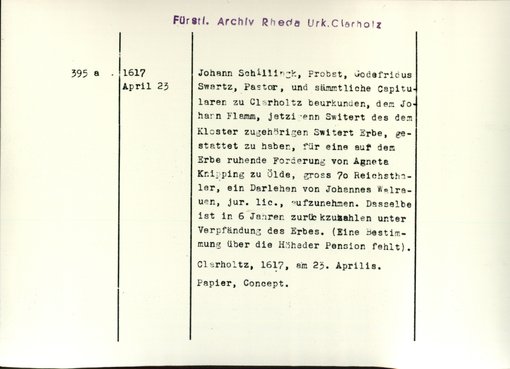 Fürstl. Archiv Rheda Urk. Clarholz
395 a. 1617
April 23
Johann Schillingk, Probst, Godefridus
Swartz, Pastor, und sämmtliche Capitu-
laren zu Clarholtz beurkunden, dem Jo-
hann Flamm, jetzigenn Switert des dem
Kloster zugehörigen Switert Erbe, ge-
stattet zu haben, für eine auf dem
Erbe ruhende Forderung von Agneta
Knipping zu Ölde, gross 70 Reichstha-
ler, ein Darlehen von Johannes Walra-
uen, jur. lic., aufzunehmen. Dasselbe
ist in 6 Janren zurückzuzahlen unter
Verpfändung des Erbes. (Eine Bestim-
mung über die Höheder Pension fehlt).
Clarholtz, 1617, am 23. Aprilis.
Papier, Concept.